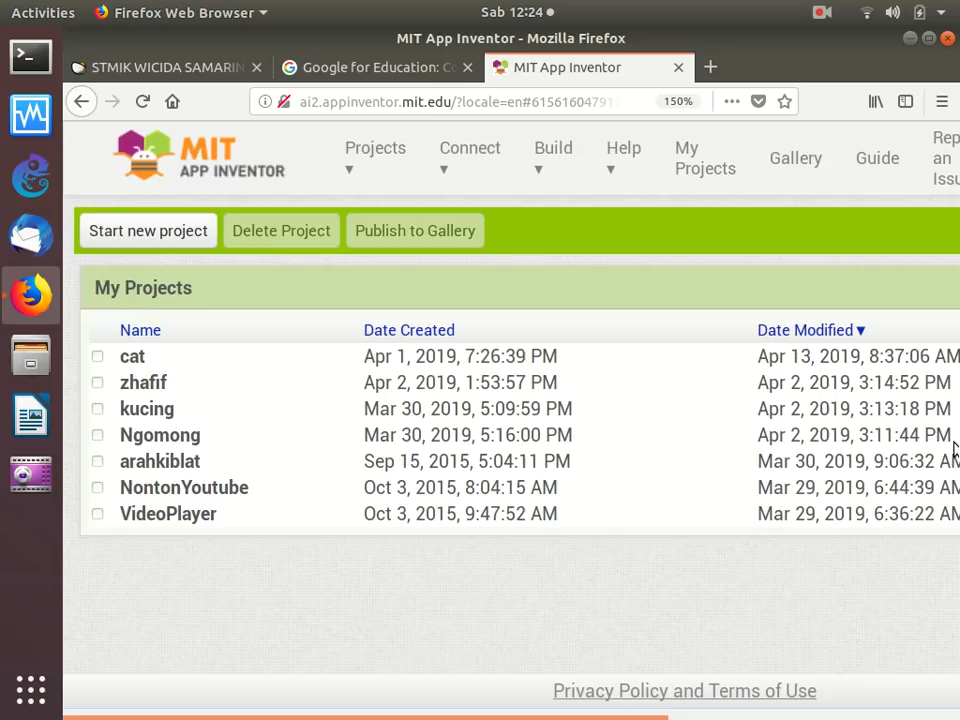 Activities Firefox Web Browser Sab 12:24
MIT App Inventor - Mozilla Firefox
STMIK WICIDA SAMARIN Google for Education: Co MIT App Inventor
ai2.appinventor.mit.edu/?locale=en#615616047913 150%
MIT APP INVENTOR
Projects Connect Build Help My Projects Gallery Guide Rep an Issu
Start new project Delete Project Publish to Gallery
My Projects
Name Date Created Date Modified▼
cat Apr 1, 2019, 7:26:39 PM Apr 13, 2019, 8:37:06 AM
zhafif Apr 2, 2019, 1:53:57 PM Apr 2, 2019, 3:14:52 PM
kucing Mar 30, 2019, 5:09:59 PM Apr 2, 2019, 3:13:18 PM
Ngomong Mar 30, 2019, 5:16:00 PM Apr 2, 2019, 3:11:44 PM
arahkiblat Sep 15, 2015, 5:04:11 PM Mar 30, 2019, 9:06:32 AM
NontonYoutube Oct 3, 2015, 8:04:15 AM Mar 29, 2019, 6:44:39 AM
VideoPlayer Oct 3, 2015, 9:47:52 AM Mar 29, 2019, 6:36:22 AM
Privacy Policy and Terms of Use